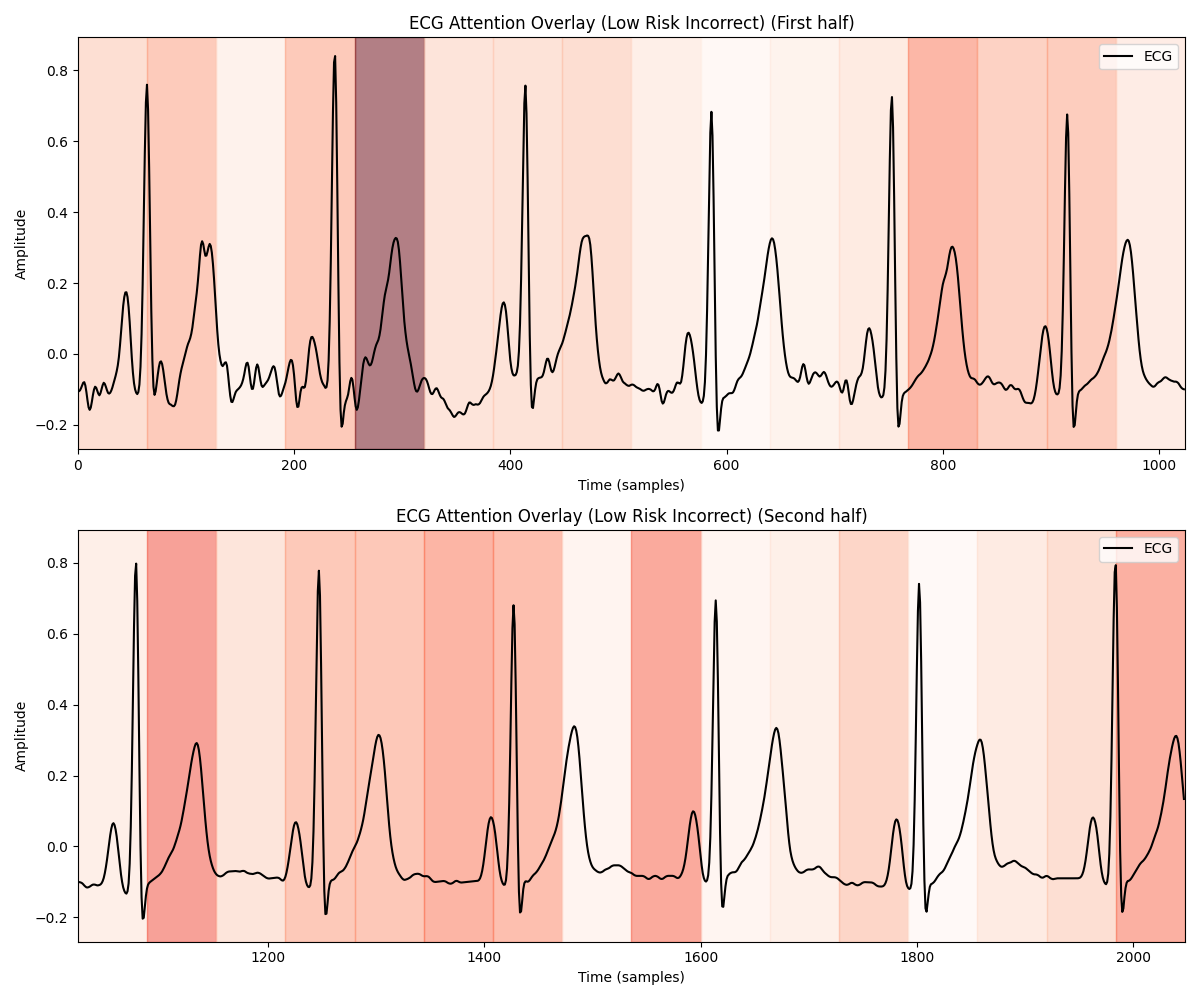 ECG Attention Overlay (Low Risk Incorrect) (First half)
ECG
0.8
0.6
0.4
0.2
0.0
−0.2
Amplitude
0 200 400 600 800 1000
Time (samples)
ECG Attention Overlay (Low Risk Incorrect) (Second half)
ECG
0.8
0.6
0.4
0.2
0.0
−0.2
Amplitude
1200 1400 1600 1800 2000
Time (samples)